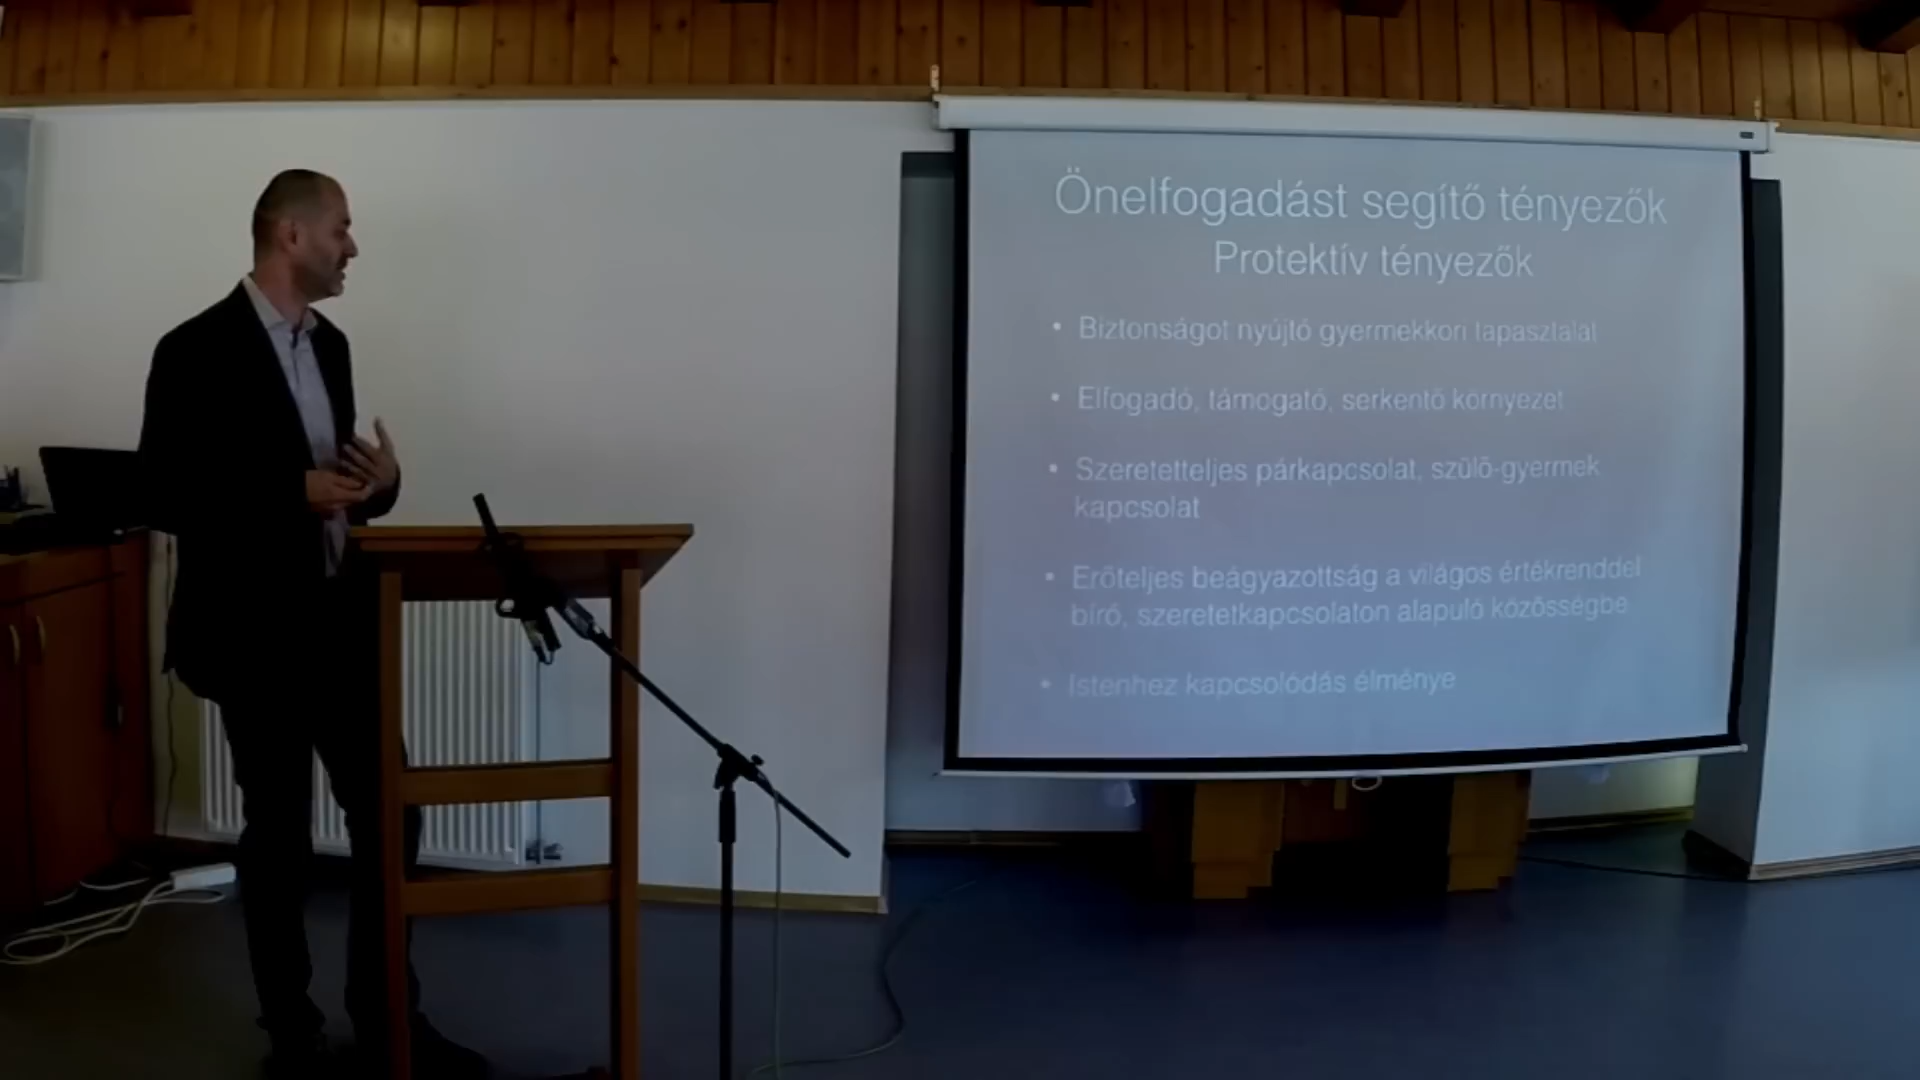 Önelfogadást segítő tényezők
Protektív tényezők
• Biztonságot nyújtó gyermekkori tapasztalat
• Elfogadó, támogató, serkentő környezet
• Szeretetteljes párkapcsolat, szülő-gyermek
kapcsolat
• Erőteljes beágyazottság a világos értékrenddel
bíró, szeretetkapcsolaton alapuló közösségbe
• Istenhez kapcsolódás élménye